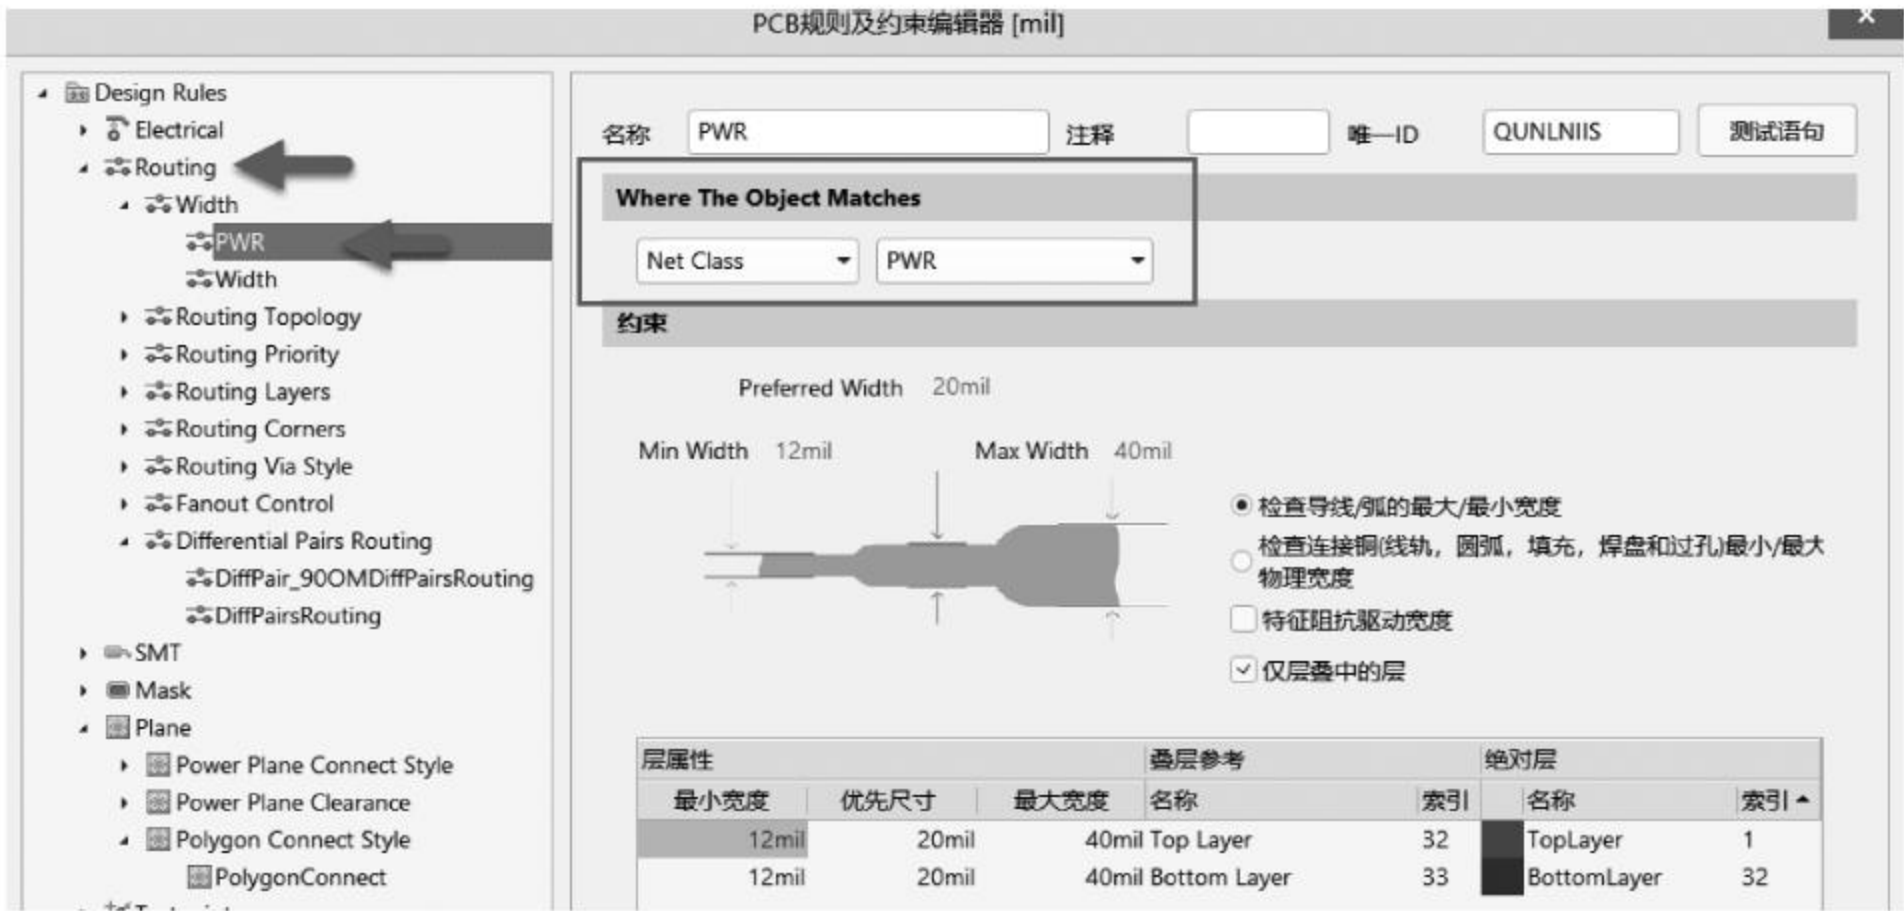 PCB规则及约束编辑器 [mil]
Design Rules
Electrical
Routing
Width
PWR
Width
Routing Topology
Routing Priority
Routing Layers
Routing Corners
Routing Via Style
Fanout Control
Differential Pairs Routing
DiffPair_90OMDiffPairsRouting
DiffPairsRouting
SMT
Mask
Plane
Power Plane Connect Style
Power Plane Clearance
Polygon Connect Style
PolygonConnect
名称 PWR 注释 唯一ID QUNLNIIS 测试语句
Where The Object Matches
Net Class PWR
约束
Preferred Width 20mil
Min Width 12mil Max Width 40mil
检查导线/弧的最大/最小宽度
检查连接铜(线轨，圆弧，填充，焊盘和过孔)最小/最大
物理宽度
特征阻抗驱动宽度
仅层叠中的层
层属性 叠层参考 绝对层
最小宽度 优先尺寸 最大宽度 名称 索引 名称 索引
12mil 20mil 40mil Top Layer 32 TopLayer 1
12mil 20mil 40mil Bottom Layer 33 BottomLayer 32